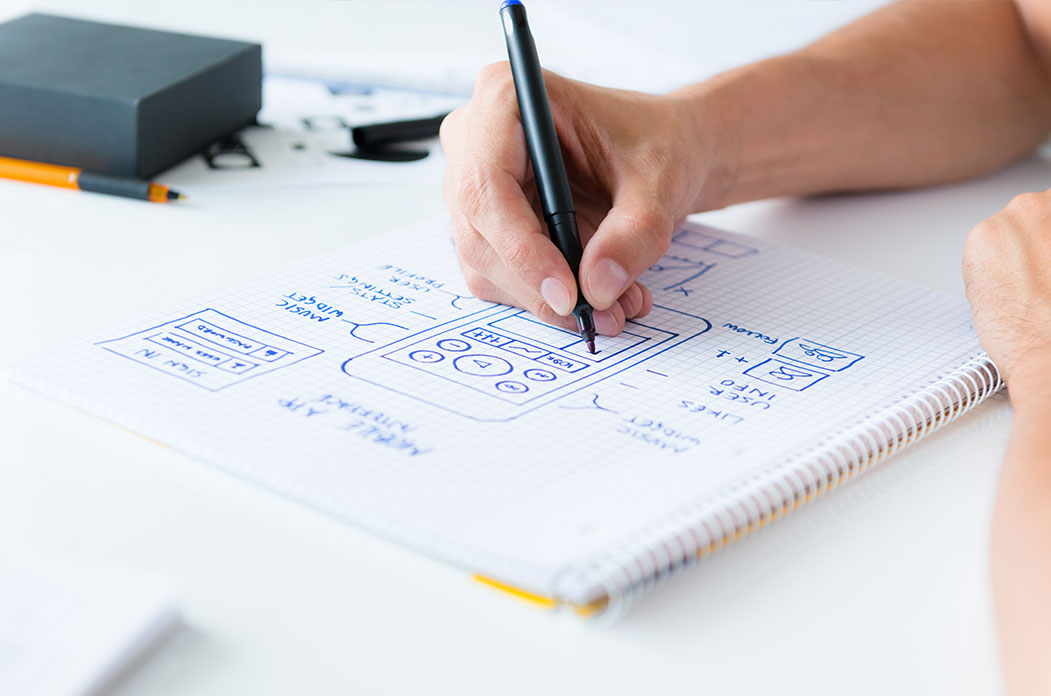 MOBILE APP
INTERFACE
SIGN IN
USER NAME
PASSWORD
MUSIC
WIDGET
LIKES
USER
INFO
++
Follow
MUSIC
WIDGET
STATS/
SETTINGS
USER
PROFILE